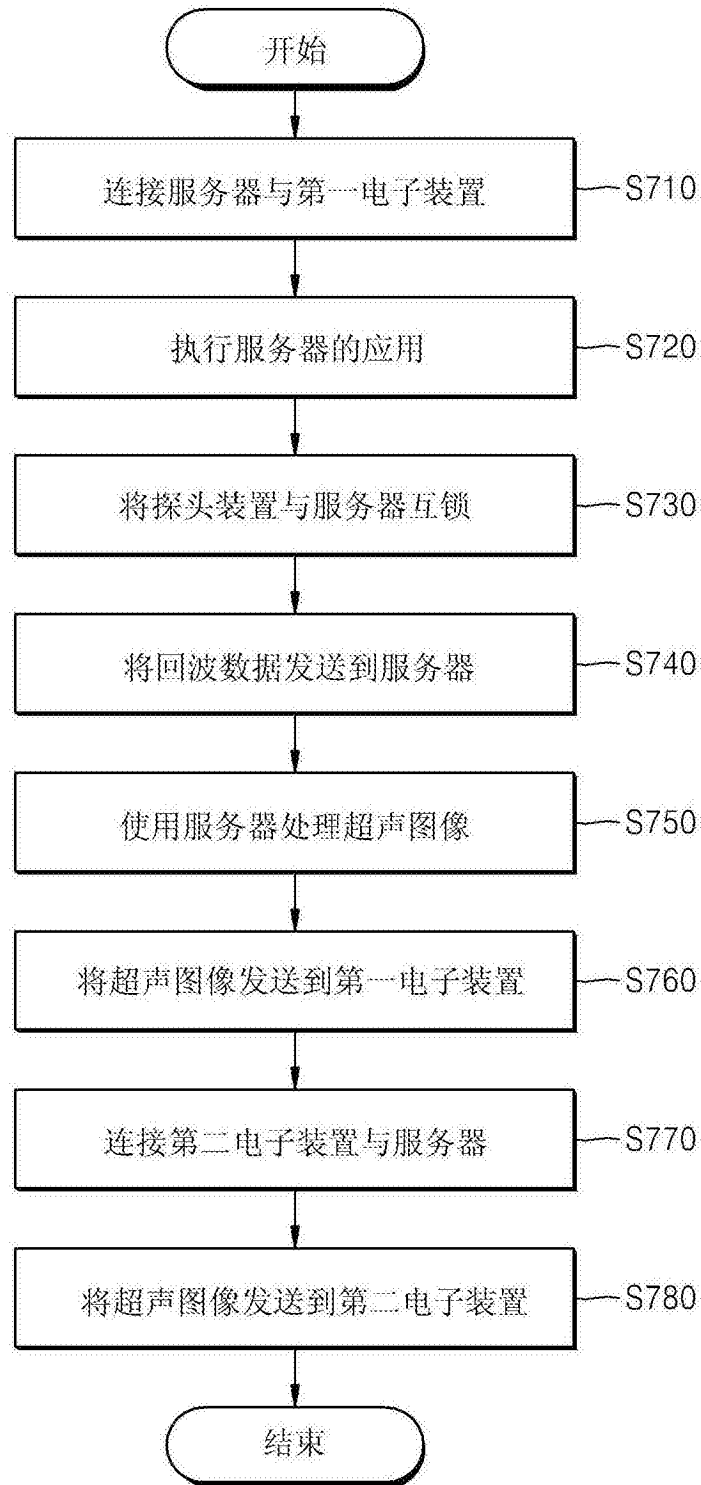 开始
连接服务器与第一电子装置
S710
执行服务器的应用
S720
将探头装置与服务器互锁
S730
将回波数据发送到服务器
S740
使用服务器处理超声图像
S750
将超声图像发送到第一电子装置
S760
连接第二电子装置与服务器
S770
将超声图像发送到第二电子装置
S780
结束